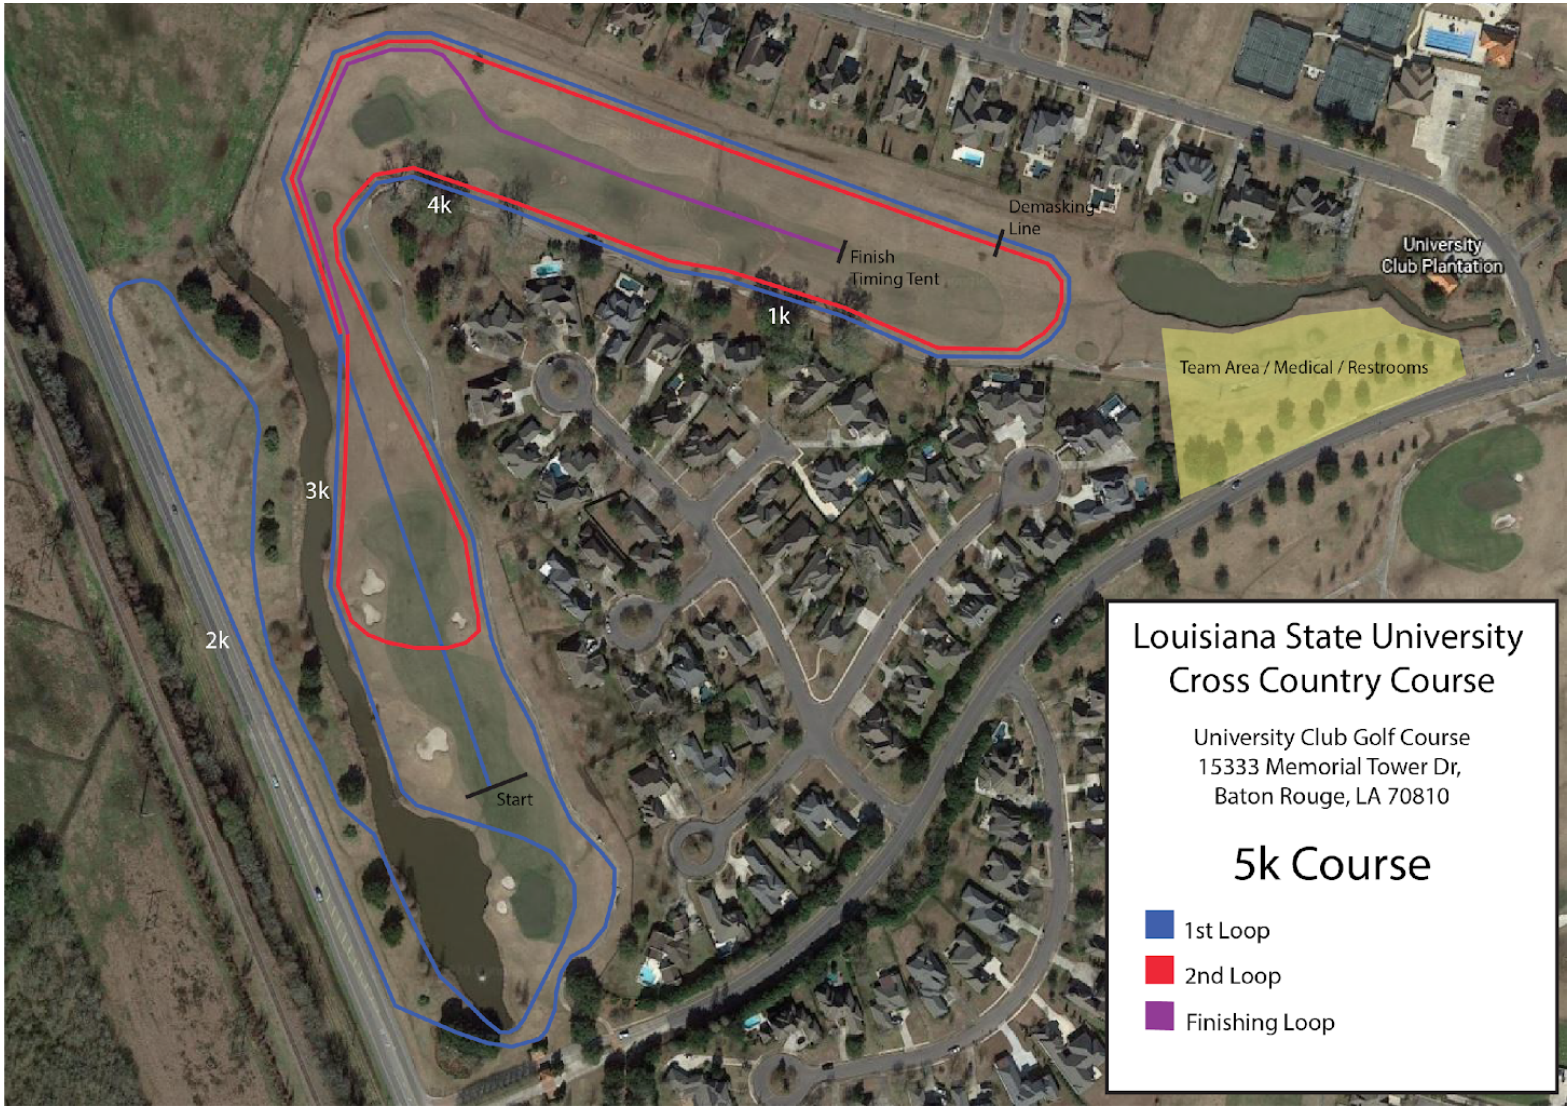 Demasking
Line
University
Club Plantation
4k
Finish
Timing Tent
1k
Team Area / Medical / Restrooms
3k
2k
Start
Louisiana State University
Cross Country Course
University Club Golf Course
15333 Memorial Tower Dr,
Baton Rouge, LA 70810
5k Course
1st Loop
2nd Loop
Finishing Loop